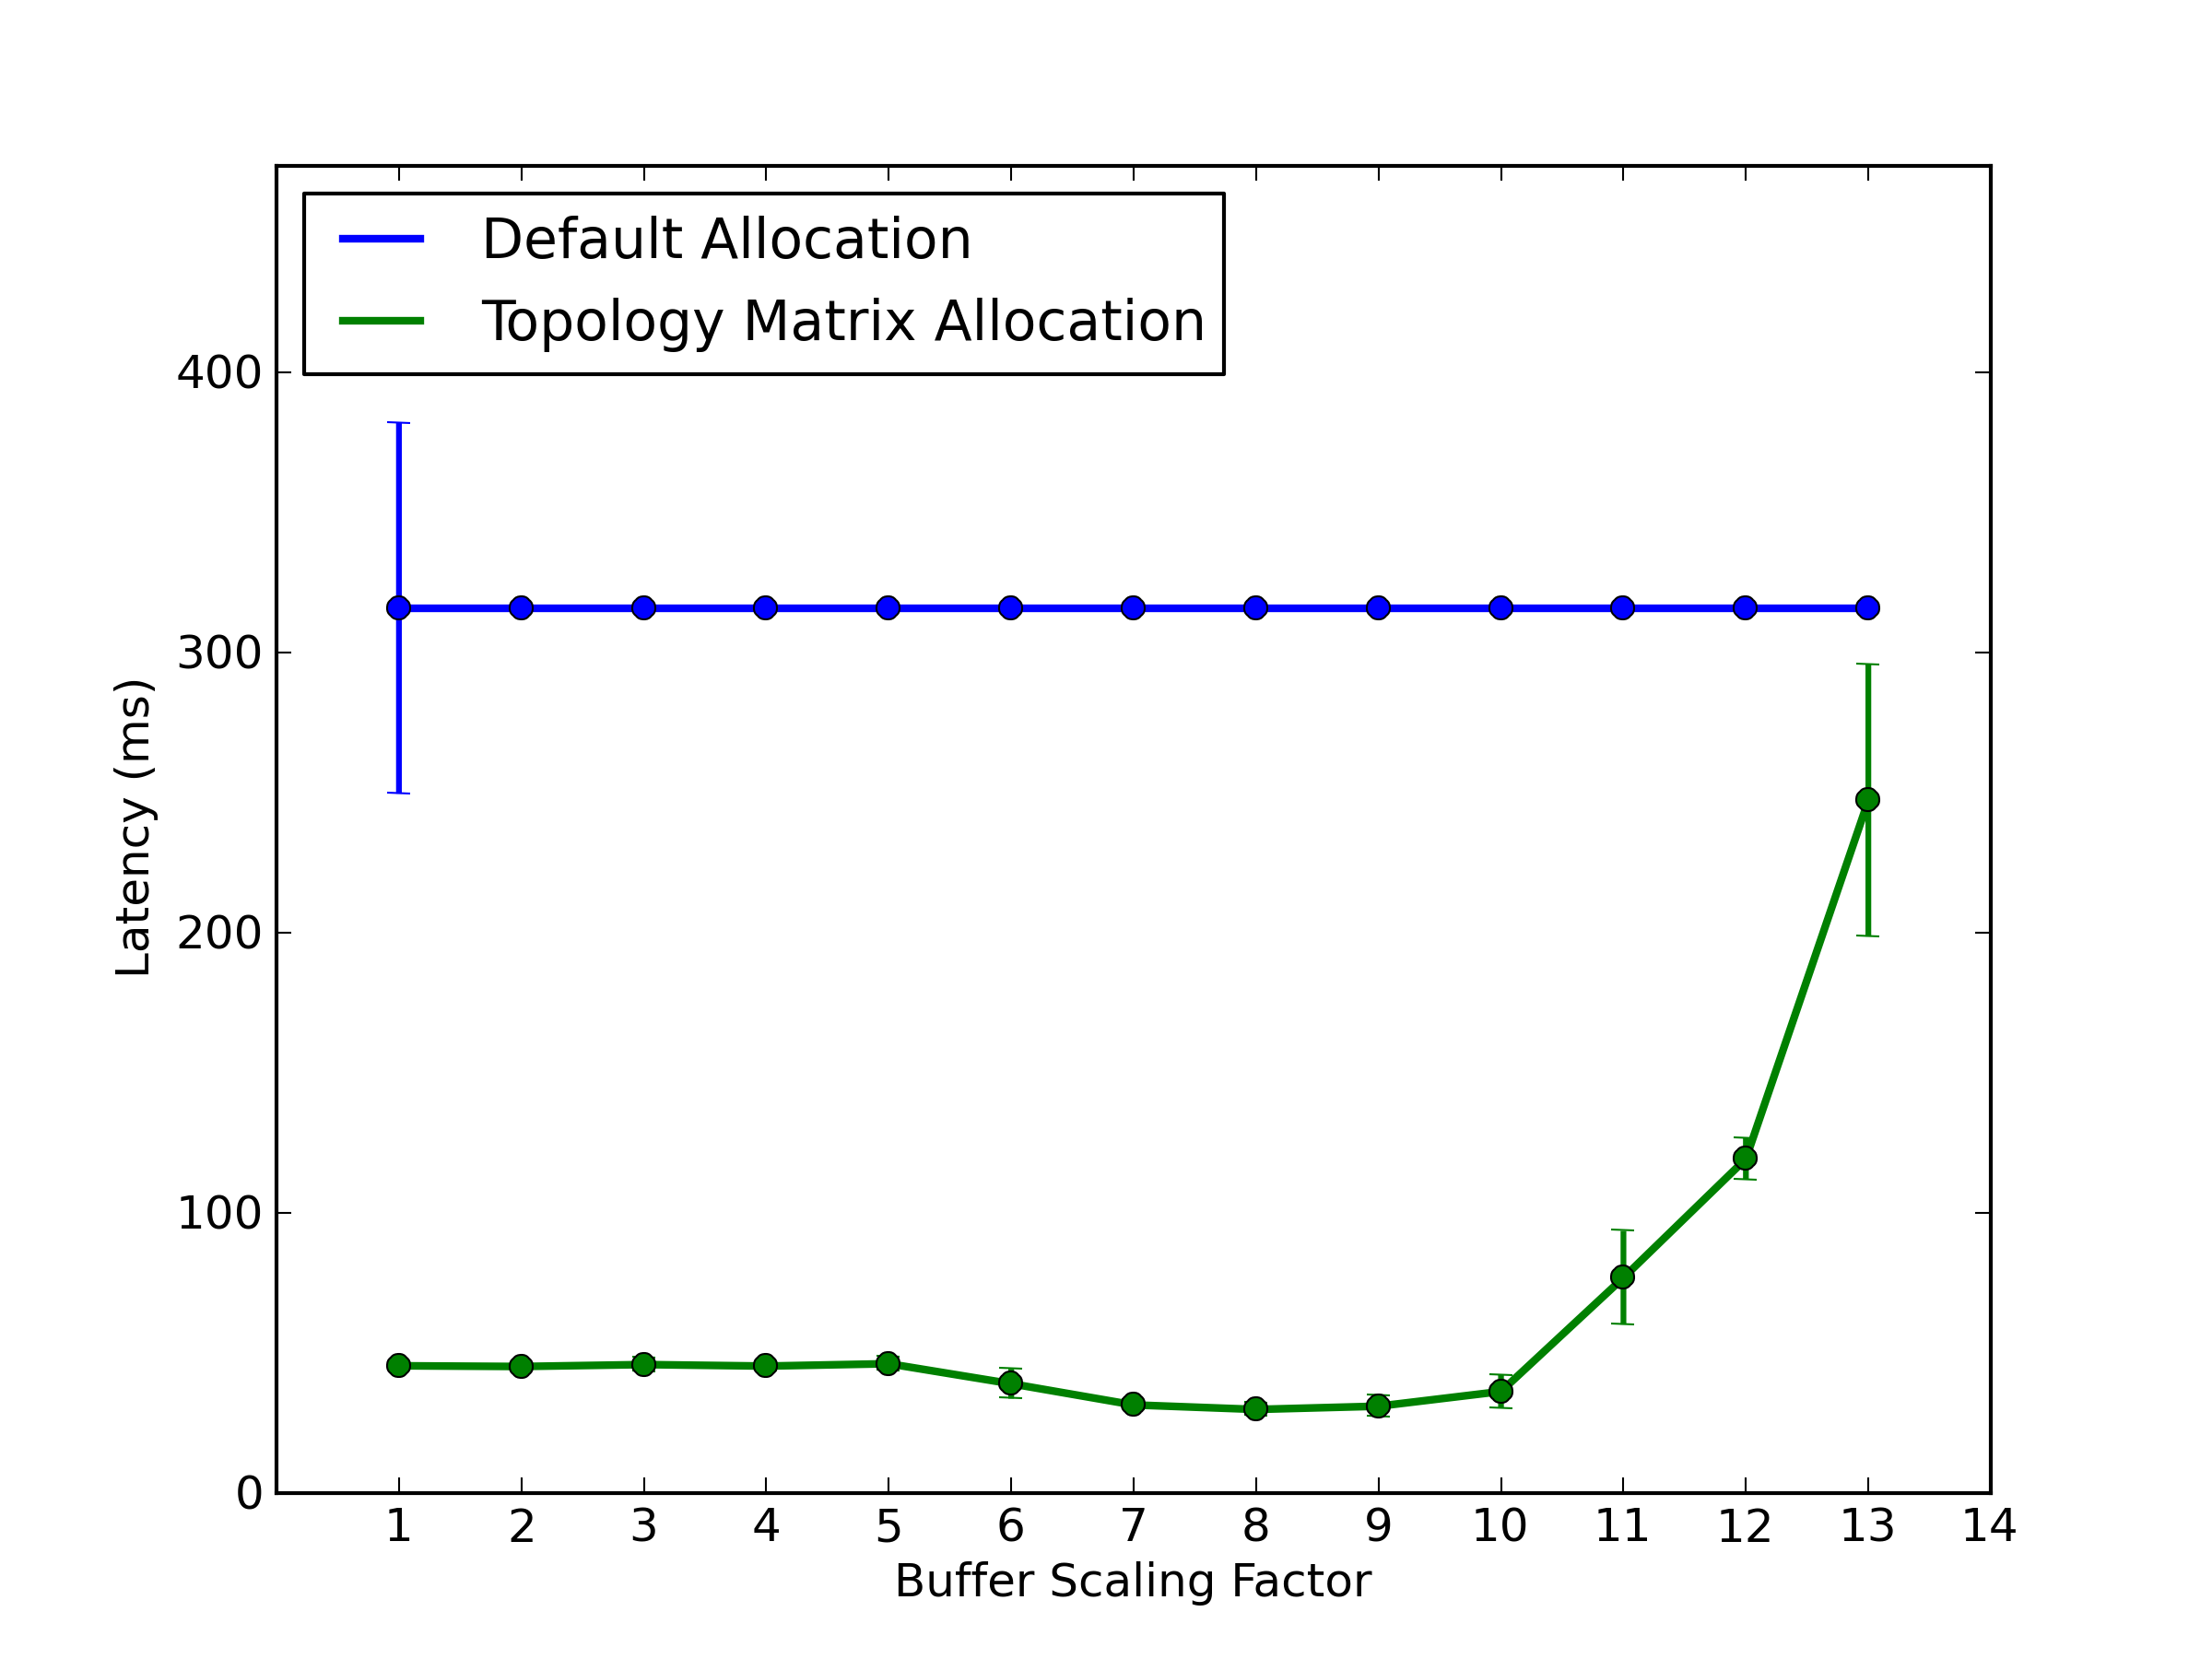 Default Allocation
Topology Matrix Allocation
400
300
200
100
0
Latency (ms)
1 2 3 4 5 6 7 8 9 10 11 12 13 14
Buffer Scaling Factor